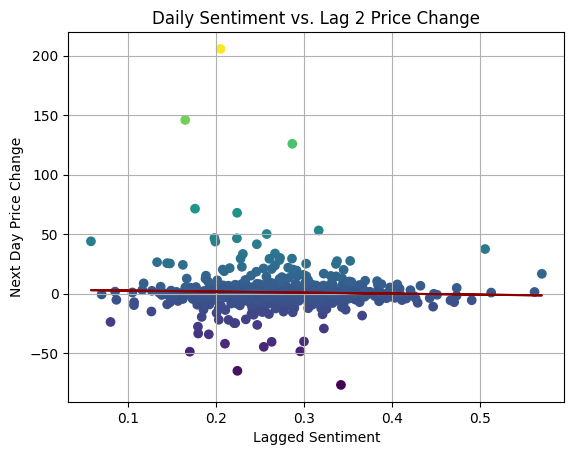 Daily Sentiment vs. Lag 2 Price Change
200
150
100
50
0
−50
Next Day Price Change
0.1 0.2 0.3 0.4 0.5
Lagged Sentiment